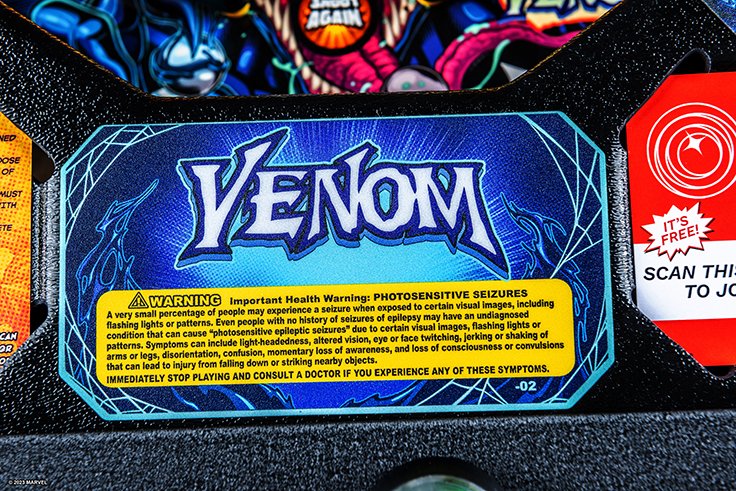 SHOOT
AGAIN
VENOM
WARNING Important Health Warning: PHOTOSENSITIVE SEIZURES
A very small percentage of people may experience a seizure when exposed to certain visual images, including
flashing lights or patterns. Even people with no history of seizures of epilepsy may have an undiagnosed
condition that can cause "photosensitive epileptic seizures" due to certain visual images, flashing lights or
patterns. Symptoms can include light-headedness, altered vision, eye or face twitching, jerking or shaking of
arms or legs, disorientation, confusion, momentary loss of awareness, and loss of consciousness or convulsions
that can lead to injury from falling down or striking nearby objects.
IMMEDIATELY STOP PLAYING AND CONSULT A DOCTOR IF YOU EXPERIENCE ANY OF THESE SYMPTOMS.
-02
MUST
WITH
CAN
IT'S
FREE!
SCAN THIS
TO JO
© 2023 MARVEL